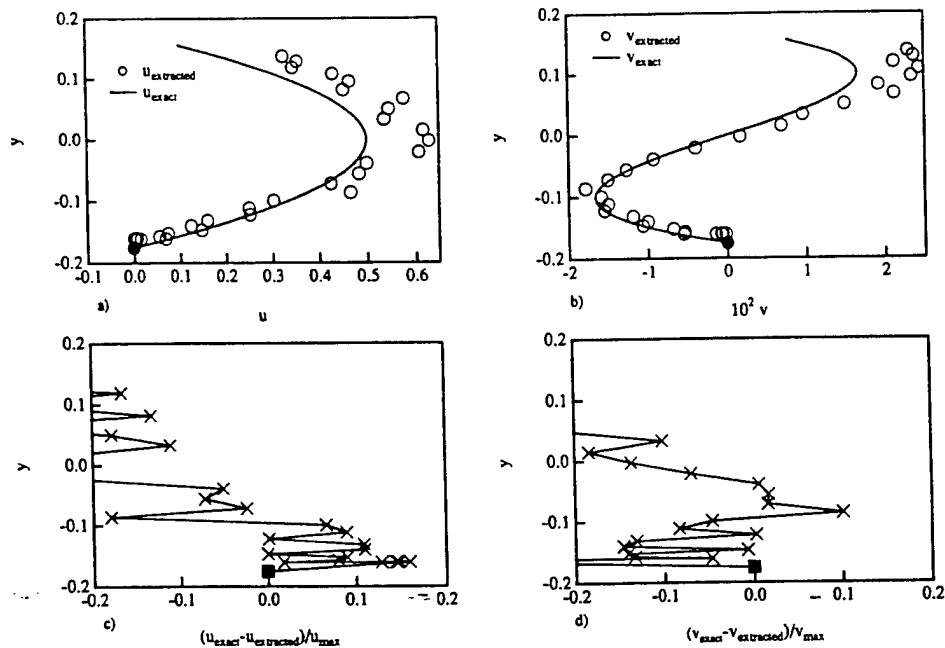 0.2
0.1
0.0
-0.1
-0.2
y
u_extracted
u_exact
-0.1 0.0 0.1 0.2 0.3 0.4 0.5 0.6
a)
u
0.2
0.1
0.0
-0.1
-0.2
y
v_extracted
v_exact
-2 -1 0 1 2
b)
10^2 v
0.2
0.1
0.0
-0.1
-0.2
y
-0.2 -0.1 0.0 0.1 0.2
c)
(u_exact-u_extracted)/u_max
0.2
0.1
0.0
-0.1
-0.2
y
-0.2 -0.1 0.0 0.1 0.2
d)
(v_exact-v_extracted)/v_max